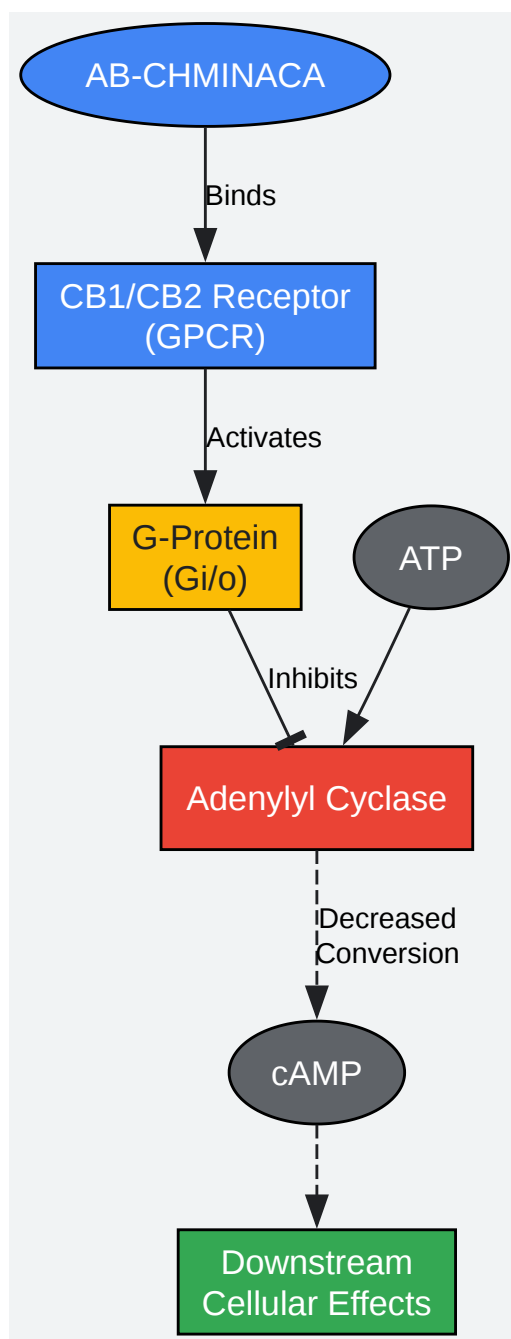 AB-CHMINACA
Binds
CB1/CB2 Receptor
(GPCR)
Activates
G-Protein
(Gi/o)
ATP
Inhibits
Adenylyl Cyclase
Decreased
Conversion
cAMP
Downstream
Cellular Effects